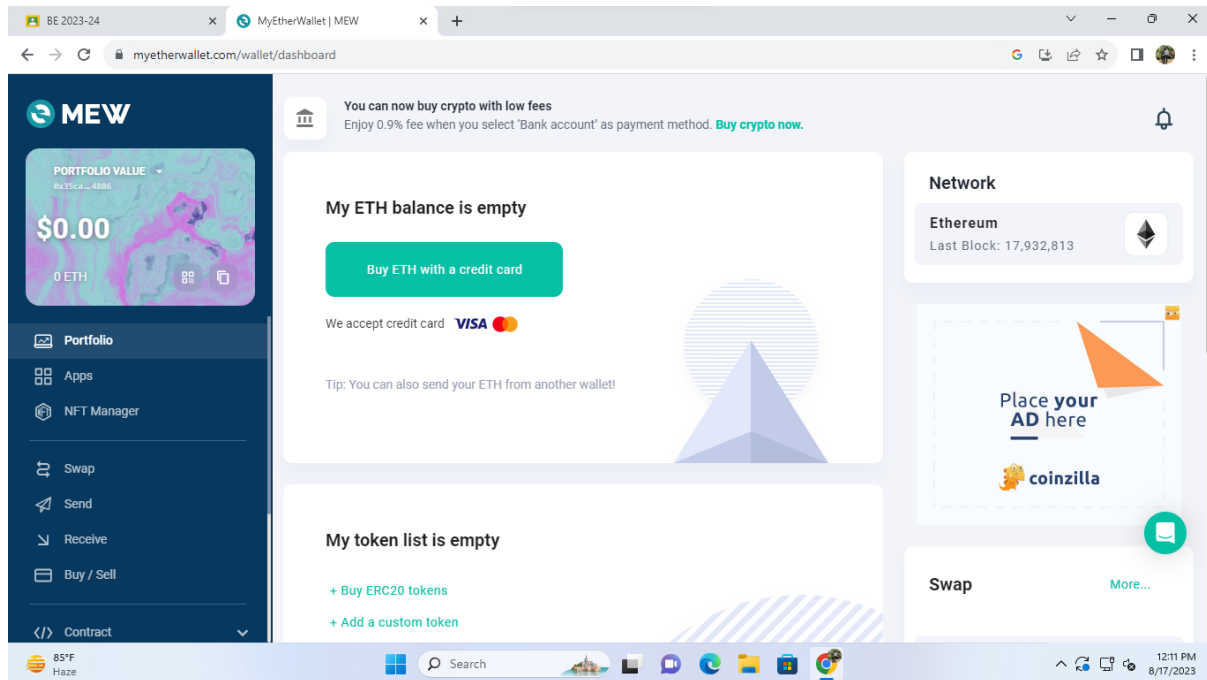 BE 2023-24
MyEtherWallet | MEW
myetherwallet.com/wallet/dashboard
MEW
PORTFOLIO VALUE
0x35ca...4886
$0.00
0 ETH
Portfolio
Apps
NFT Manager
Swap
Send
Receive
Buy / Sell
Contract
You can now buy crypto with low fees
Enjoy 0.9% fee when you select 'Bank account' as payment method. Buy crypto now.
My ETH balance is empty
Buy ETH with a credit card
We accept credit card VISA
Tip: You can also send your ETH from another wallet!
My token list is empty
+ Buy ERC20 tokens
+ Add a custom token
Network
Ethereum
Last Block: 17,932,813
Place your
AD here
coinzilla
Swap More...
85°F
Haze
Search
12:11 PM
8/17/2023